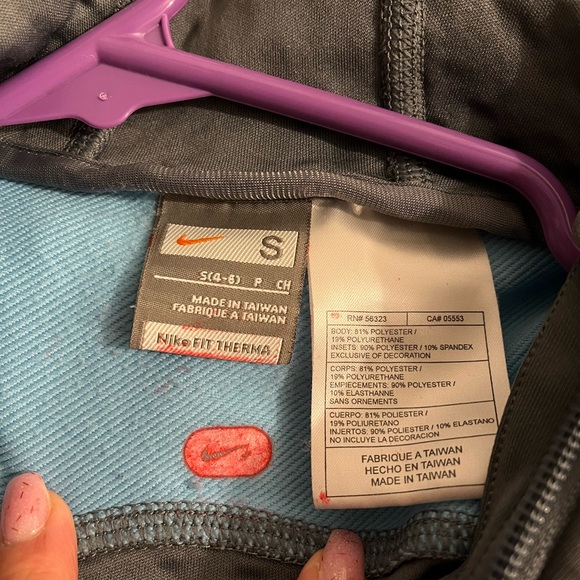 S
S(4-6) P CH
MADE IN TAIWAN
FABRIQUE A TAIWAN
Nike FIT THERMA
RN# 56323 CA# 05553
BODY: 81% POLYESTER /
19% POLYURETHANE
INSETS: 90% POLYESTER / 10% SPANDEX
EXCLUSIVE OF DECORATION
CORPS: 81% POLYESTER /
19% POLYURETHANE
EMPIECEMENTS: 90% POLYESTER /
10% ELASTHANNE
SANS ORNEMENTS
CUERPO: 81% POLIESTER /
19% POLIURETANO
INJERTOS: 90% POLIESTER / 10% ELASTANO
NO INCLUYE LA DECORACION
FABRIQUE A TAIWAN
HECHO EN TAIWAN
MADE IN TAIWAN